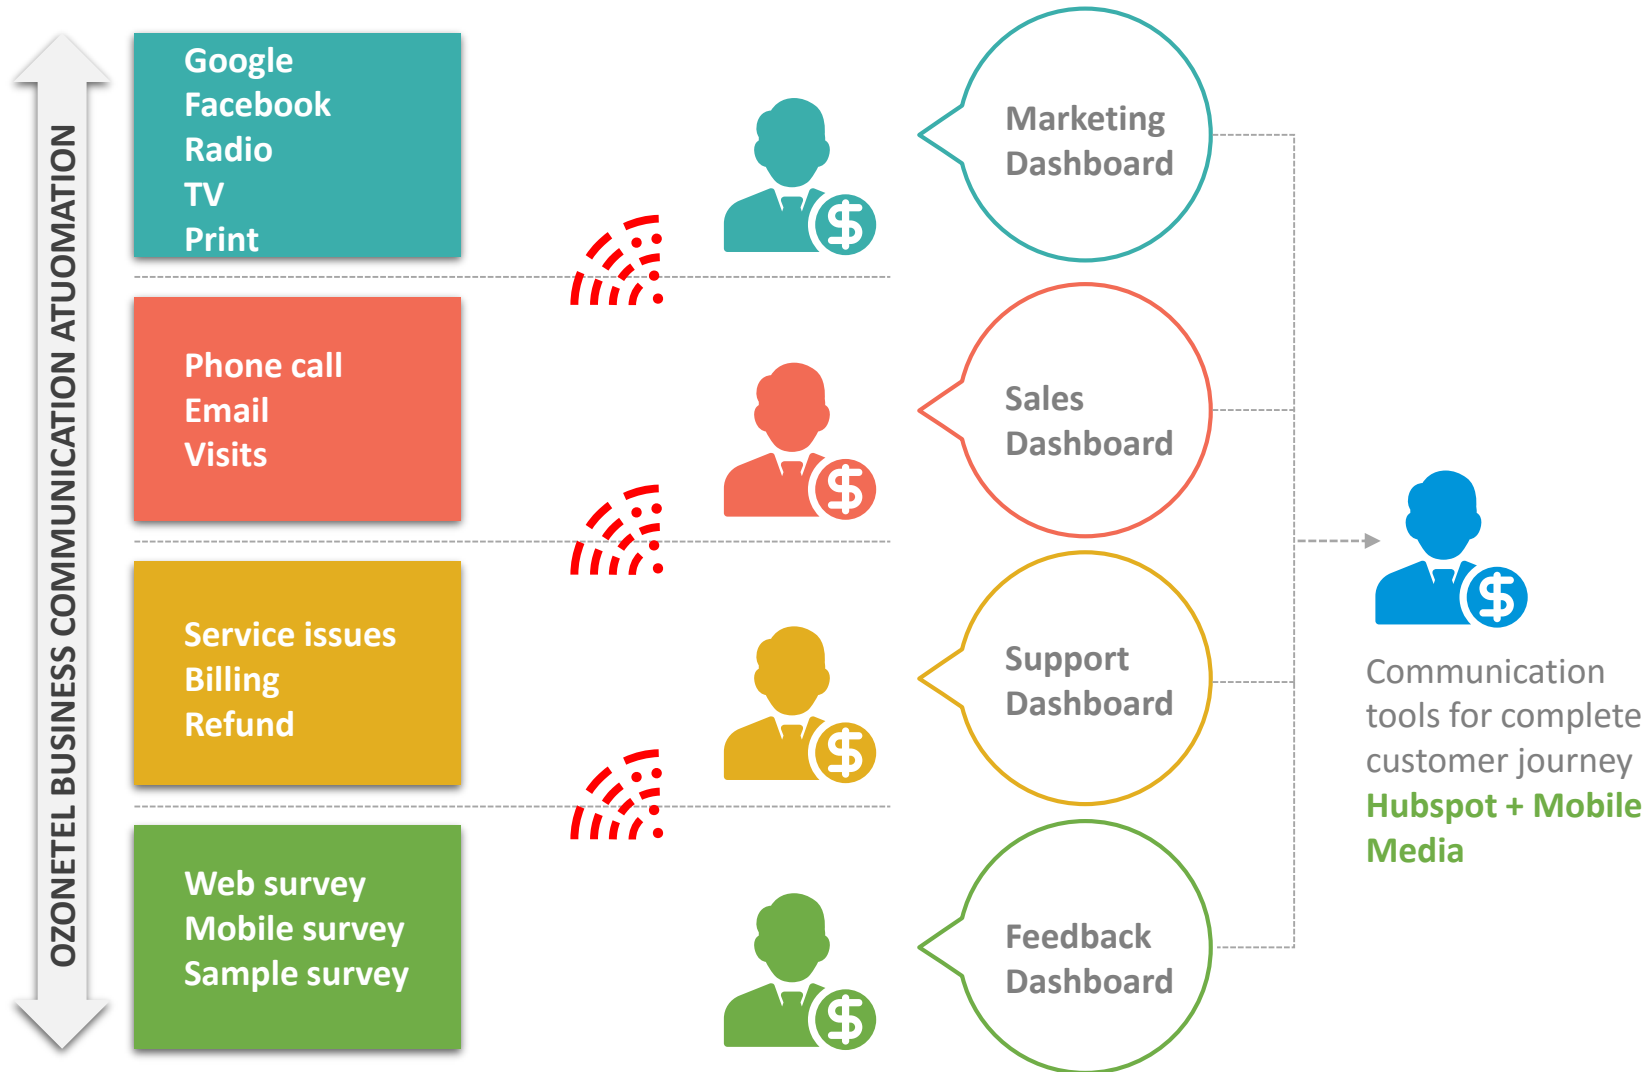 OZONETEL BUSINESS COMMUNICATION ATUOMATION
Google
Facebook
Radio
TV
Print
Marketing
Dashboard
Phone call
Email
Visits
Sales
Dashboard
Service issues
Billing
Refund
Support
Dashboard
Web survey
Mobile survey
Sample survey
Feedback
Dashboard
Communication
tools for complete
customer journey
Hubspot + Mobile
Media